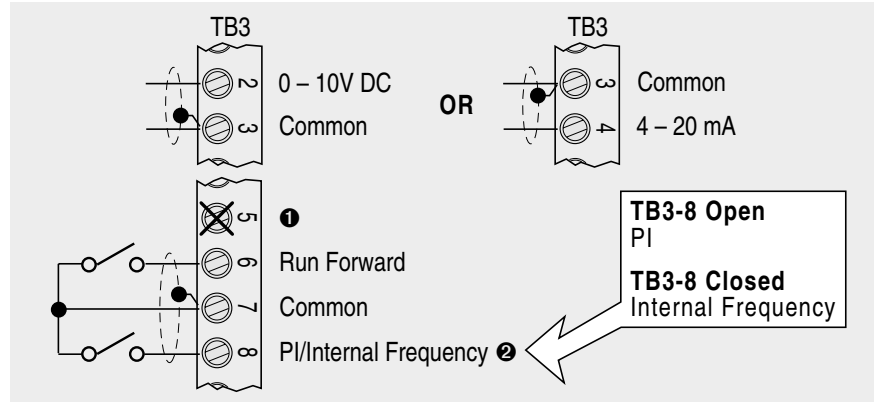 TB3
2 0 – 10V DC
3 Common
OR
TB3
3 Common
4 4 – 20 mA
5 ❶
6 Run Forward
7 Common
8 PI/Internal Frequency ❷
TB3-8 Open
PI
TB3-8 Closed
Internal Frequency